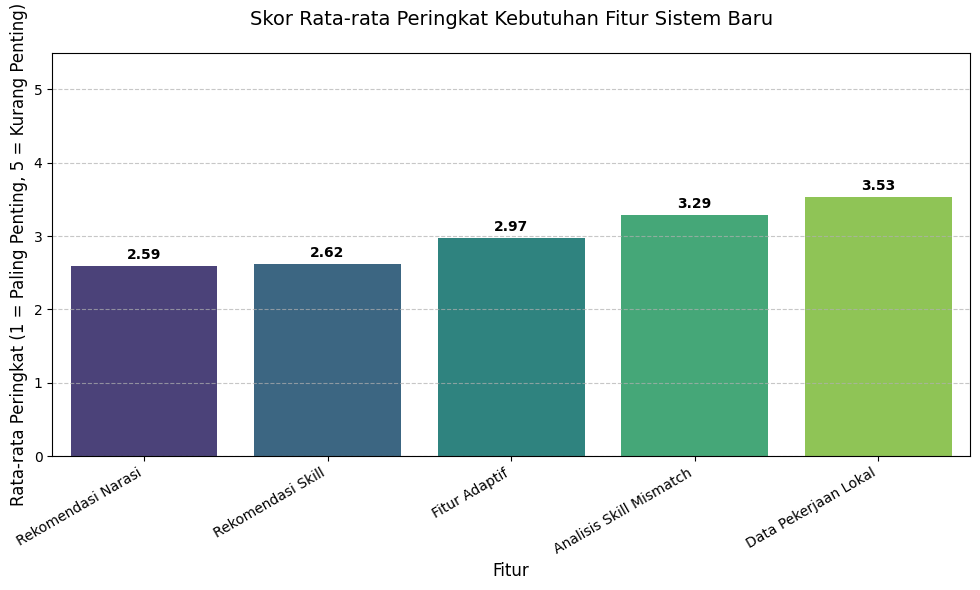 Skor Rata-rata Peringkat Kebutuhan Fitur Sistem Baru
Rata-rata Peringkat (1 = Paling Penting, 5 = Kurang Penting)
5
4
3
2
1
0
2.59
2.62
2.97
3.29
3.53
Rekomendasi Narasi
Rekomendasi Skill
Fitur Adaptif
Analisis Skill Mismatch
Data Pekerjaan Lokal
Fitur